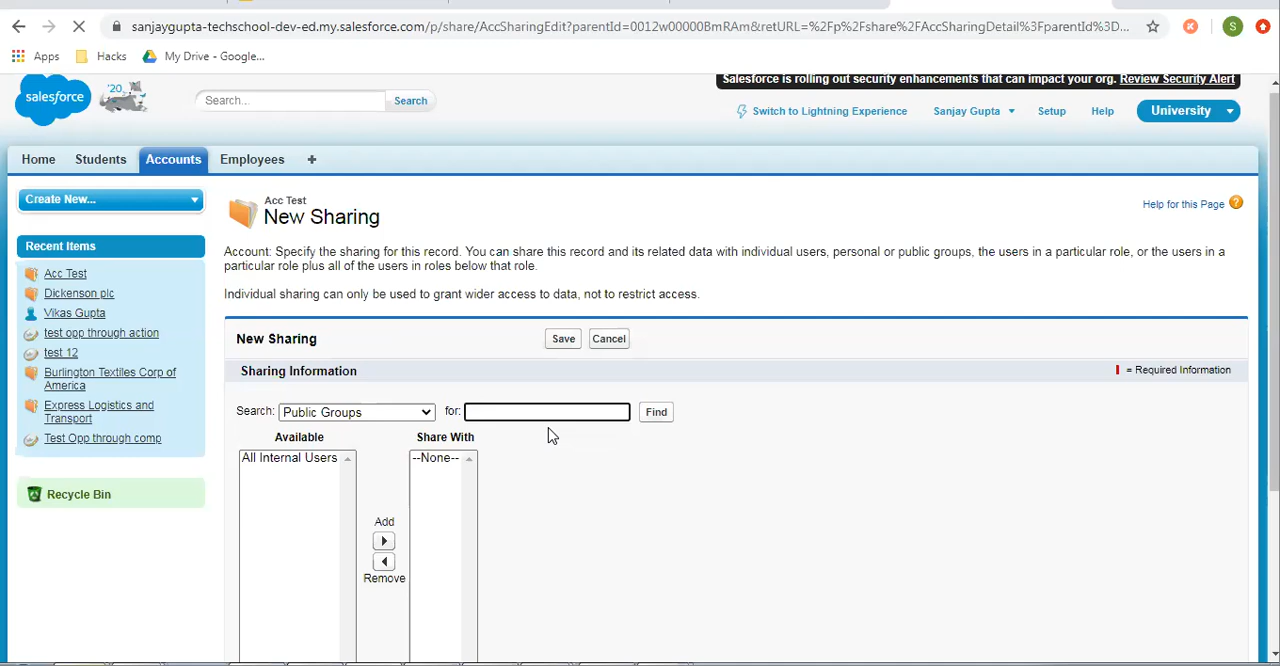 sanjaygupta-techschool-dev-ed.my.salesforce.com/p/share/AccSharingEdit?parentId=0012w00000BmRAm&retURL=%2Fp%2Fshare%2FAccSharingDetail%3FparentId%3D...
S
Apps Hacks My Drive - Google...
Salesforce is rolling out security enhancements that can impact your org. Review Security Alert
salesforce '20 Search... Search
Switch to Lightning Experience Sanjay Gupta Setup Help University
Home Students Accounts Employees +
Create New...
Acc Test
New Sharing
Help for this Page ?
Recent Items
Acc Test
Dickenson plc
Vikas Gupta
test opp through action
test 12
Burlington Textiles Corp of
America
Express Logistics and
Transport
Test Opp through comp
Recycle Bin
Account: Specify the sharing for this record. You can share this record and its related data with individual users, personal or public groups, the users in a particular role, or the users in a
particular role plus all of the users in roles below that role.
Individual sharing can only be used to grant wider access to data, not to restrict access.
New Sharing Save Cancel
Sharing Information
= Required Information
Search: Public Groups for: Find
Available Share With
All Internal Users --None--
Add
Remove